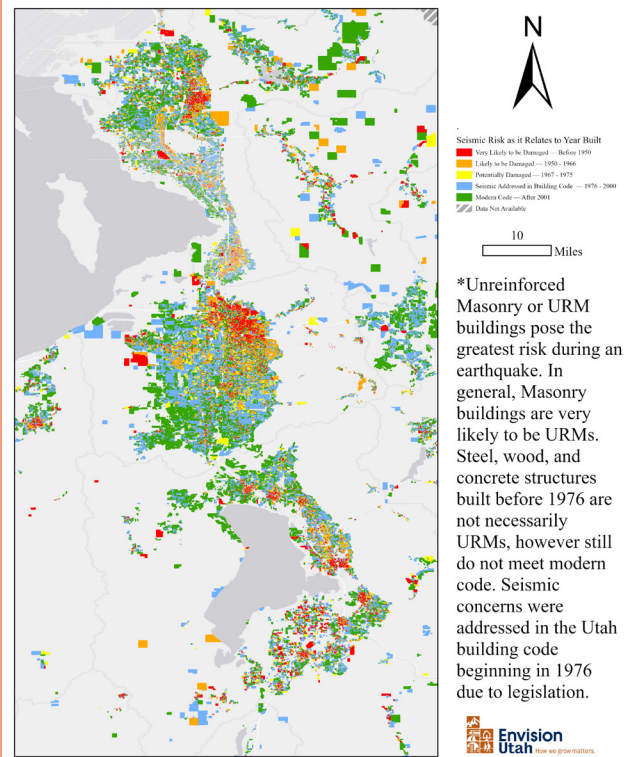 N
Seismic Risk as it Relates to Year Built
Very Likely to be Damaged — Before 1950
Likely to be Damaged — 1950 - 1966
Potentially Damaged — 1967 - 1975
Seismic Addressed in Building Code — 1976 - 2000
Modern Code — After 2001
Data Not Available
10
Miles
*Unreinforced
Masonry or URM
buildings pose the
greatest risk during an
earthquake. In
general, Masonry
buildings are very
likely to be URMs.
Steel, wood, and
concrete structures
built before 1976 are
not necessarily
URMs, however still
do not meet modern
code. Seismic
concerns were
addressed in the Utah
building code
beginning in 1976
due to legislation.
Envision
Utah How we grow matters.